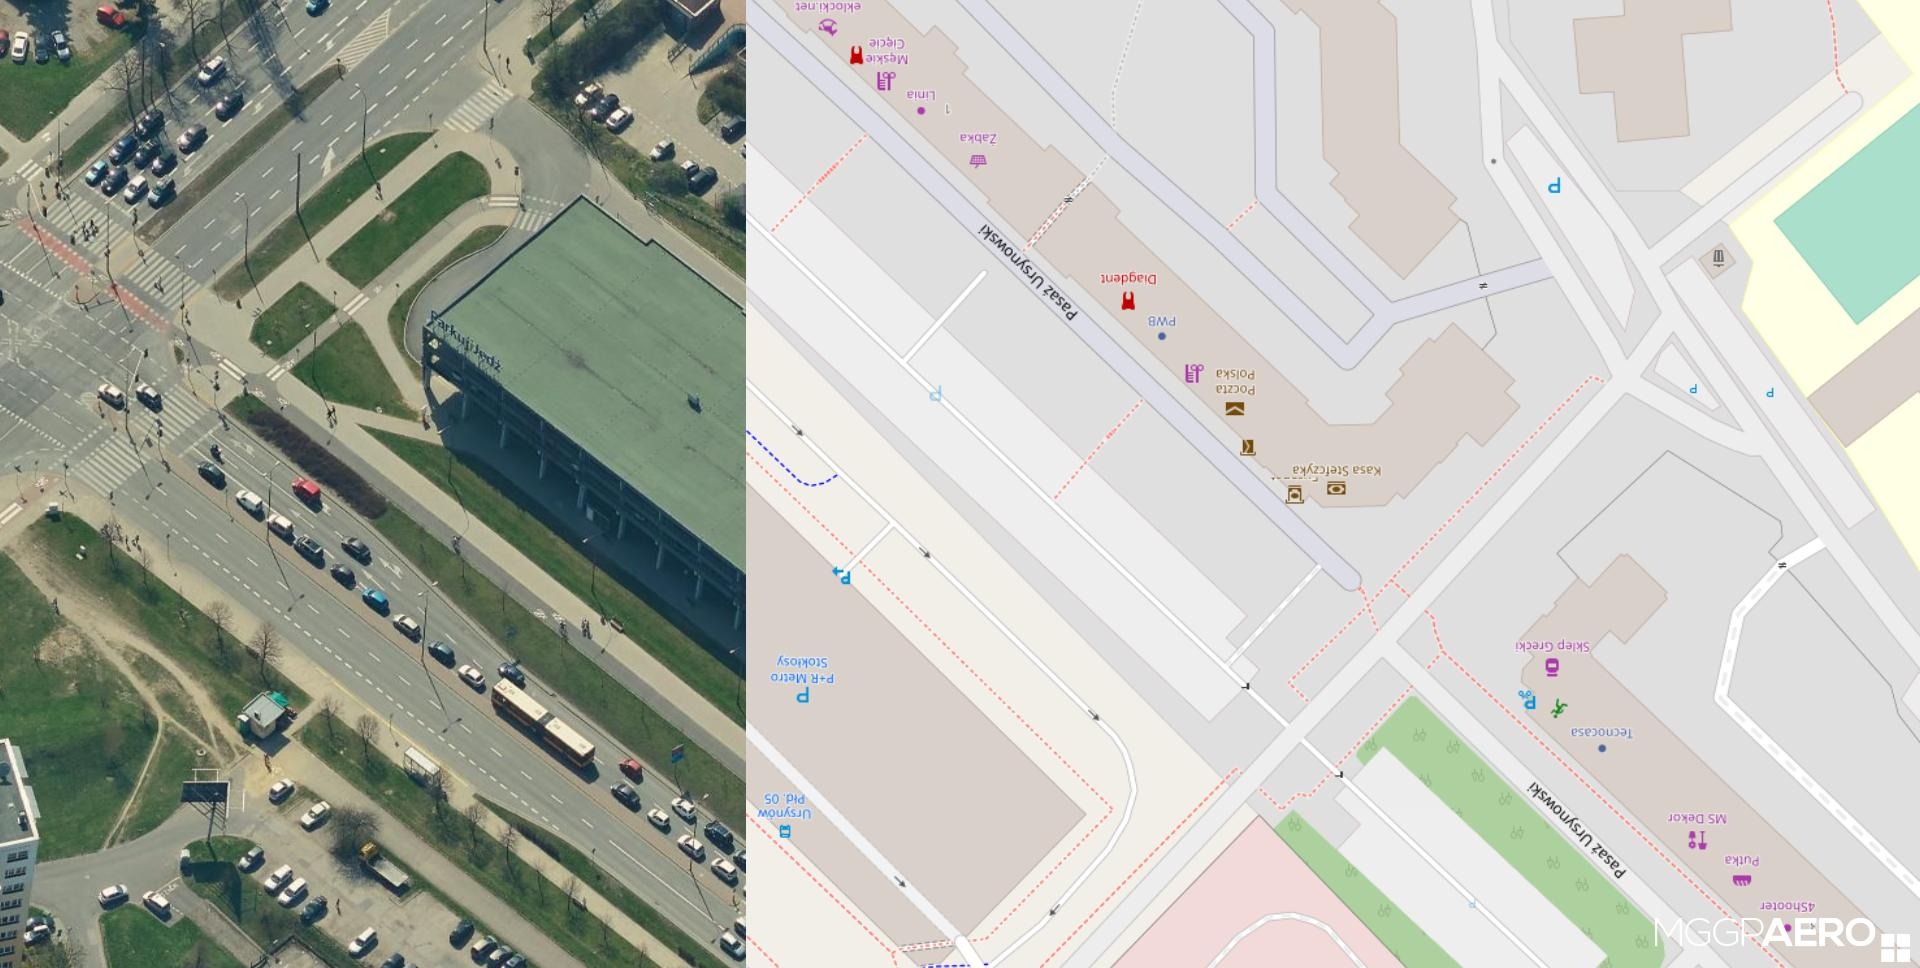 Parkuj i Jedź
eklocki.net
Męskie
Cięcie
Linia
1
Żabka
Pasaż Ursynowski
Diagdent
PWB
Poczta
Polska
Kasa Stefczyka
P
P
P
P
P+R Metro
Stokłosy
P
Ursynów
Płd. 05
Sklep Grecki
Tecnocasa
Pasaż Ursynowski
MS Dekor
Putka
4Shooter
MGGPAERO